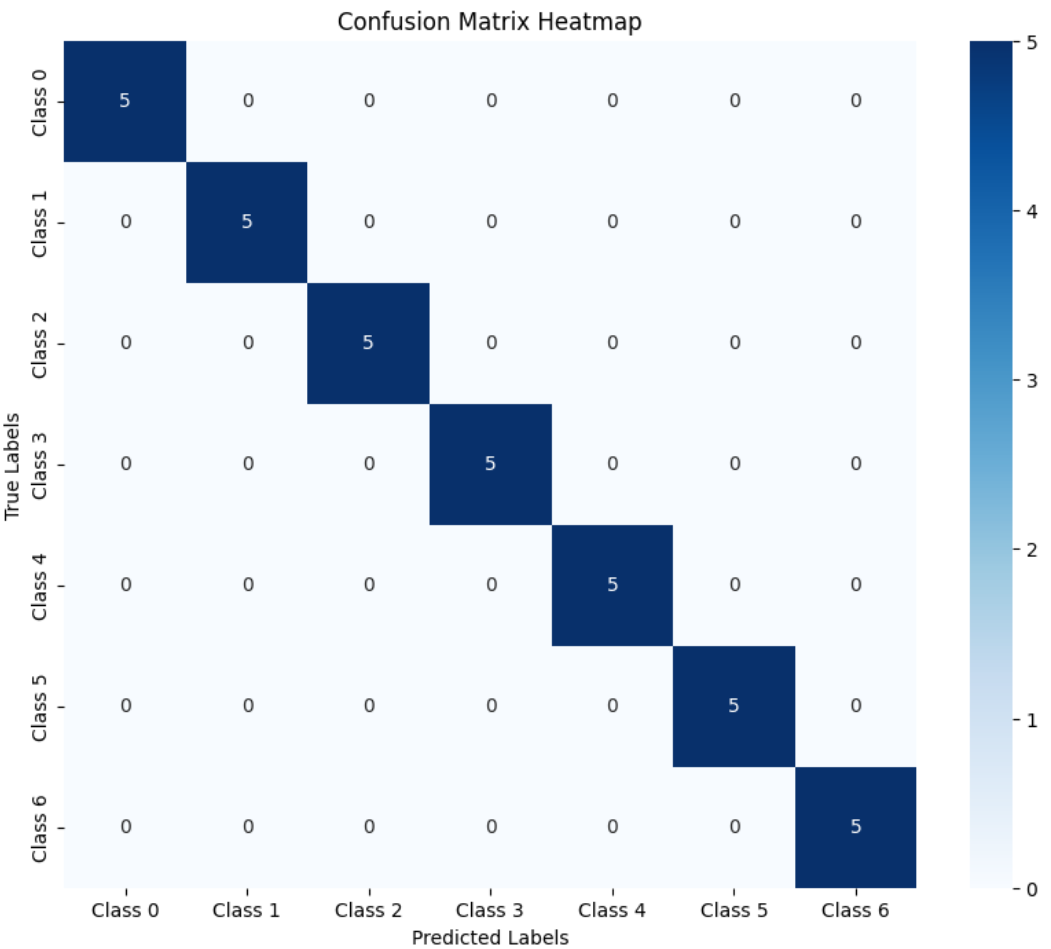 Confusion Matrix Heatmap
Class 0 5 0 0 0 0 0 0
Class 1 0 5 0 0 0 0 0
Class 2 0 0 5 0 0 0 0
Class 3 0 0 0 5 0 0 0
Class 4 0 0 0 0 5 0 0
Class 5 0 0 0 0 0 5 0
Class 6 0 0 0 0 0 0 5
True Labels
Class 0 Class 1 Class 2 Class 3 Class 4 Class 5 Class 6
Predicted Labels
5
4
3
2
1
0